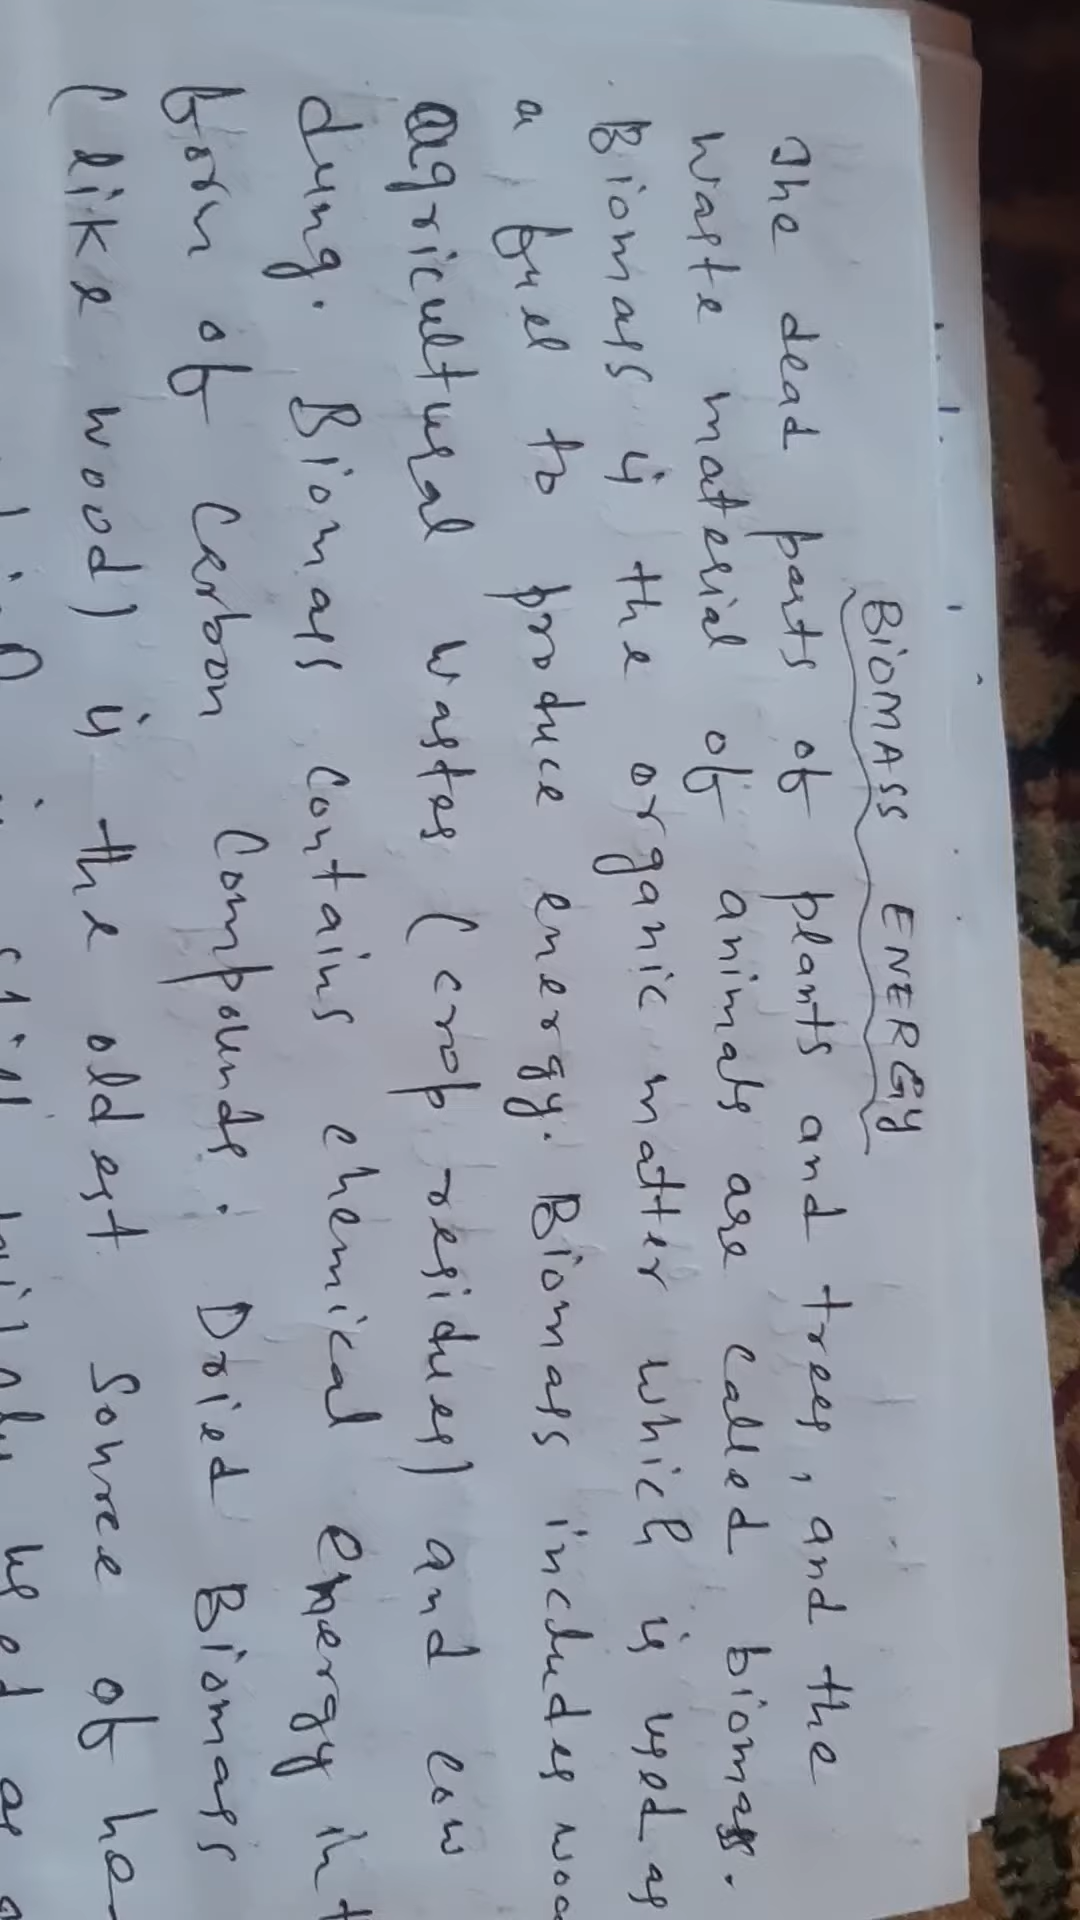 BIOMASS ENERGY
The dead parts of plants and trees, and the
waste material of animals are called biomass.
Biomass is the organic matter which is used as
a fuel to produce energy. Biomass includes
agricultural wastes (crop residues) and cow
dung. Biomass contains chemical energy in
form of carbon compounds. Dried Biomass
(like wood) is the oldest source of